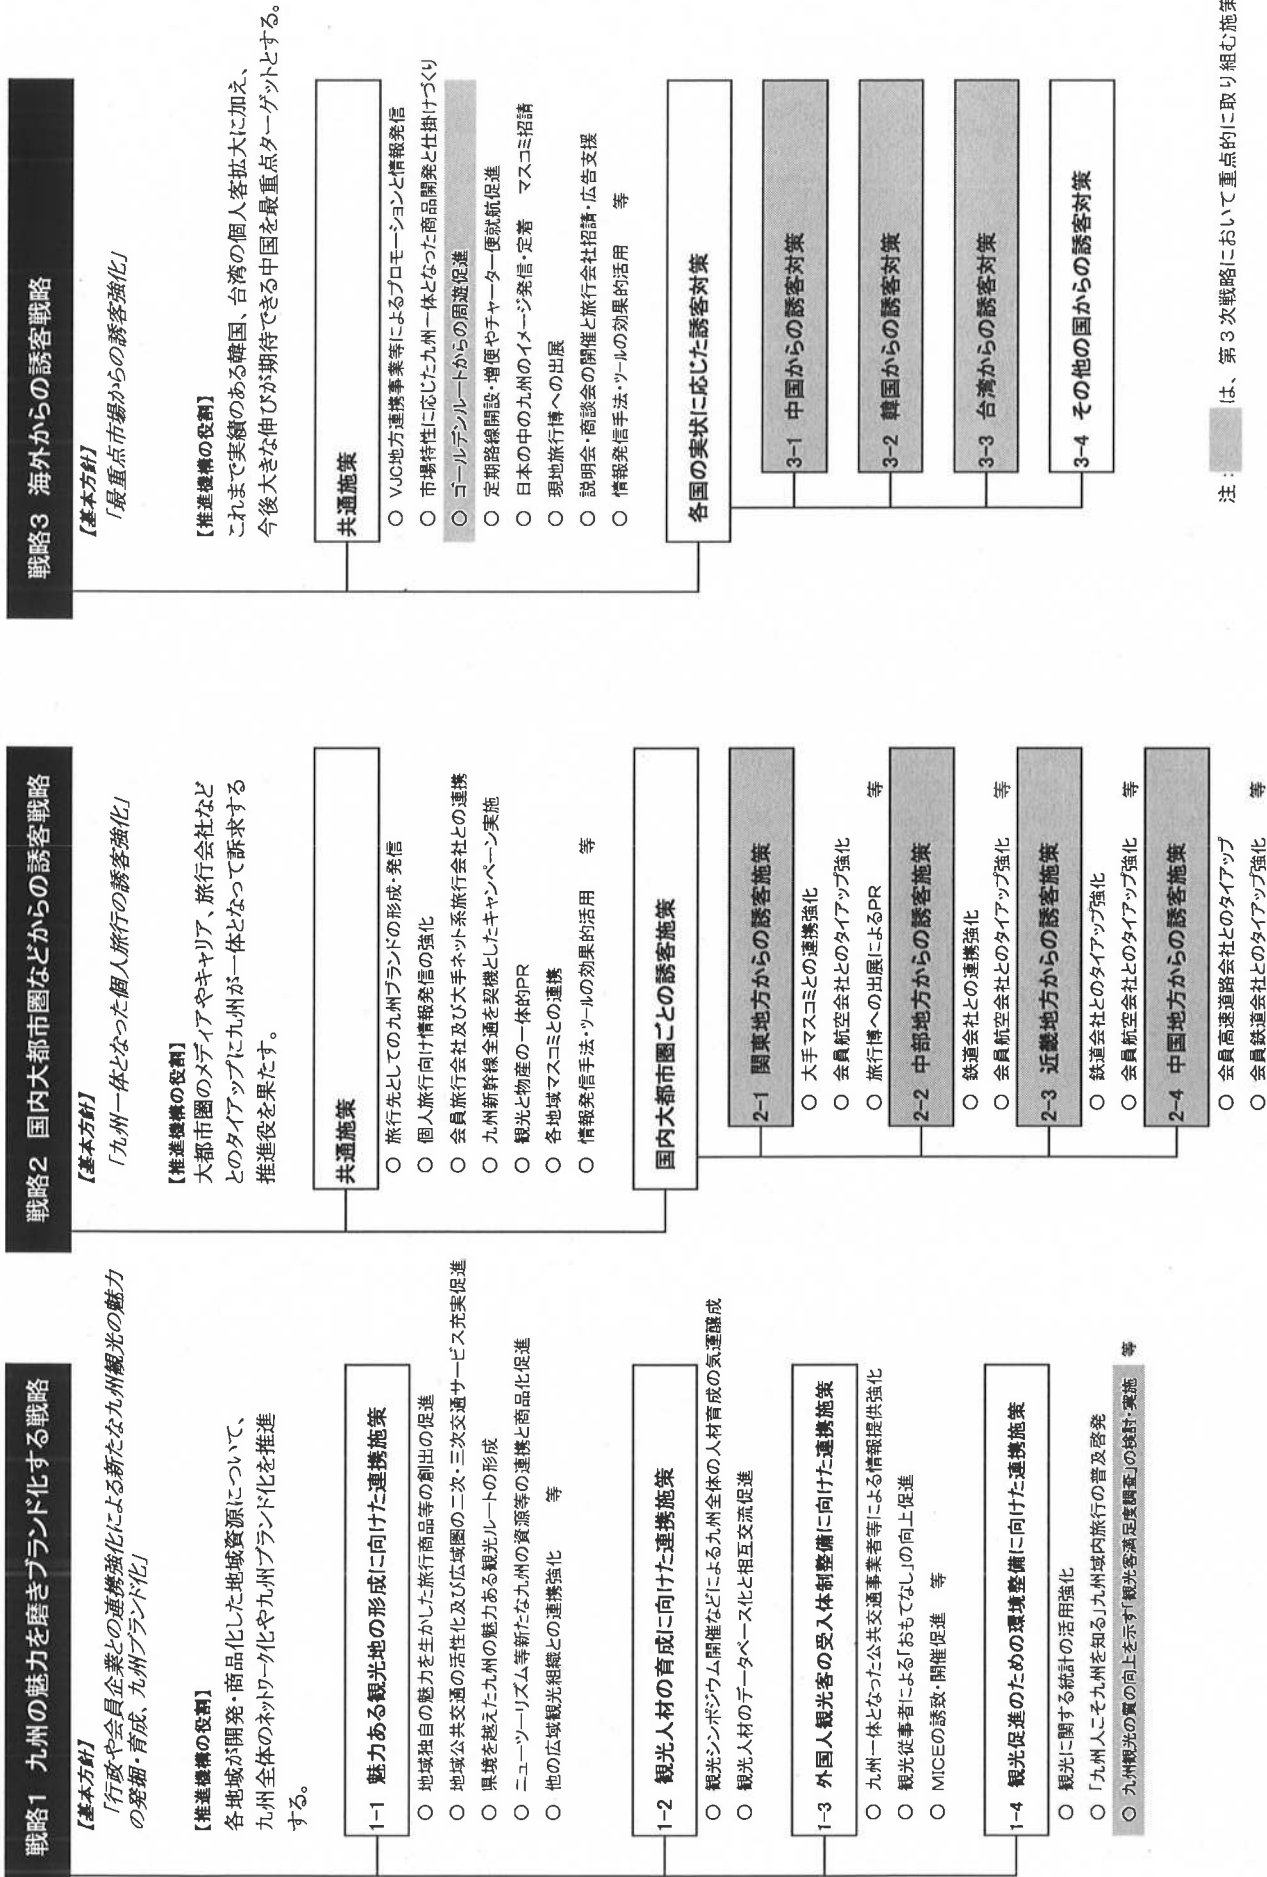 戦略1　九州の魅力を磨きブランド化する戦略
【基本方針】
「行政や会員企業との連携強化による新たな九州観光の魅力
の発掘・育成、九州ブランド化」
【推進機構の役割】
各地域が開発・商品化した地域資源について、
九州全体のネットワーク化や九州ブランド化を推進
する。
1-1　魅力ある観光地の形成に向けた連携施策
○ 地域独自の魅力を生かした旅行商品等の創出の促進
○ 地域公共交通の活性化及び広域圏の二次・三次交通サービス充実促進
○ 県境を越えた九州の魅力ある観光ルートの形成
○ ニューツーリズム等新たな九州の資源等の連携と商品化促進
○ 他の広域観光組織との連携強化　　等
1-2　観光人材の育成に向けた連携施策
○ 観光シンポジウム開催などによる九州全体の人材育成の気運醸成
○ 観光人材のデータベース化と相互交流促進
1-3 外国人観光客の受入体制整備に向けた連携施策
○ 九州一体となった公共交通事業者等による情報提供強化
○ 観光従事者による「おもてなし」の向上促進
○ MICEの誘致・開催促進　等
1-4 観光促進のための環境整備に向けた連携施策
○ 観光に関する統計の活用強化
○ 「九州人こそ九州を知る」九州域内旅行の普及啓発
○ 九州観光の質の向上を示す「観光客満足度調査」の検討・実施　等
戦略2　国内大都市圏などからの誘客戦略
【基本方針】
「九州一体となった個人旅行の誘客強化」
【推進機構の役割】
大都市圏のメディアやキャリア、旅行会社など
とのタイアップに九州が一体となって訴求する
推進役を果たす。
共通施策
○ 旅行先としての九州ブランドの形成・発信
○ 個人旅行向け情報発信の強化
○ 会員旅行会社及び大手ネット系旅行会社との連携
○ 九州新幹線全通を契機としたキャンペーン実施
○ 観光と物産の一体的PR
○ 各地域マスコミとの連携
○ 情報発信手法・ツールの効果的活用　　等
国内大都市圏ごとの誘客施策
2-1　関東地方からの誘客施策
○ 大手マスコミとの連携強化
○ 会員航空会社とのタイアップ強化
○ 旅行博への出展によるPR　　等
2-2　中部地方からの誘客施策
○ 鉄道会社との連携強化
○ 会員航空会社とのタイアップ強化　　等
2-3　近畿地方からの誘客施策
○ 鉄道会社とのタイアップ強化
○ 会員航空会社とのタイアップ強化　　等
2-4　中国地方からの誘客施策
○ 会員高速道路会社とのタイアップ
○ 会員鉄道会社とのタイアップ強化　　等
戦略3　海外からの誘客戦略
【基本方針】
「最重点市場からの誘客強化」
【推進機構の役割】
これまで実績のある韓国、台湾の個人客拡大に加え、
今後大きな伸びが期待できる中国を最重点ターゲットとする。
共通施策
○ VJC地方連携事業等によるプロモーションと情報発信
○ 市場特性に応じた九州一体となった商品開発と仕掛けづくり
○ ゴールデンルートからの周遊促進
○ 定期路線開設・増便やチャーター便就航促進
○ 日本の中の九州のイメージ発信・定着　マスコミ招請
○ 現地旅行博への出展
○ 説明会・商談会の開催と旅行会社招請・広告支援
○ 情報発信手法・ツールの効果的活用　　等
各国の実状に応じた誘客対策
3-1　中国からの誘客対策
3-2　韓国からの誘客対策
3-3　台湾からの誘客対策
3-4　その他の国からの誘客対策
注：　は、第3次戦略において重点的に取り組む施策